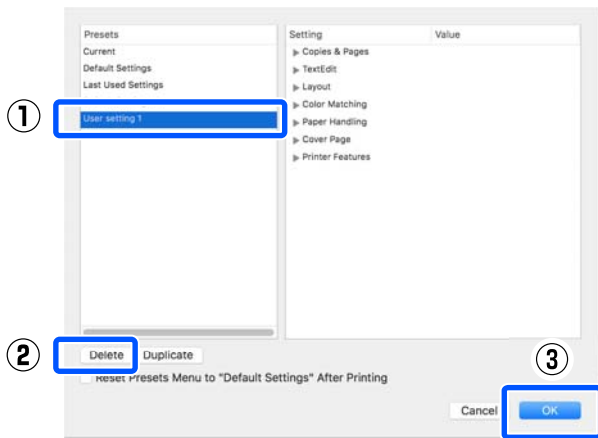 Presets
Current
Default Settings
Last Used Settings
① User setting 1
Setting Value
Copies & Pages
TextEdit
Layout
Color Matching
Paper Handling
Cover Page
Printer Features
② Delete Duplicate
Reset Presets Menu to "Default Settings" After Printing
③
Cancel OK